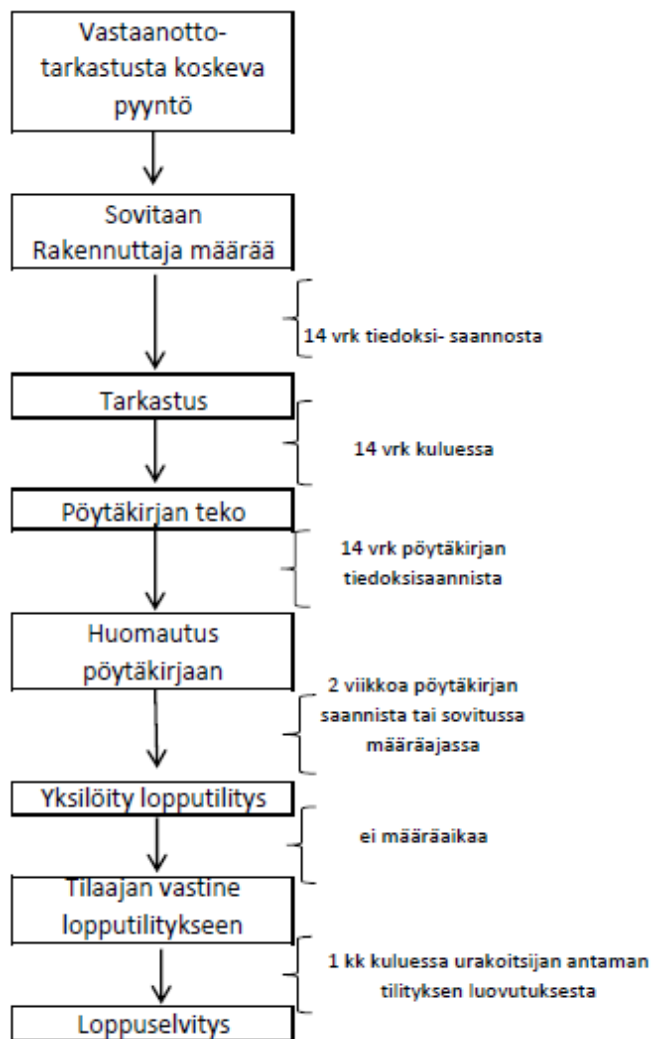 Vastaanotto-
tarkastusta koskeva
pyyntö
Sovitaan
Rakennuttaja määrää
14 vrk tiedoksi- saannosta
Tarkastus
14 vrk kuluessa
Pöytäkirjan teko
14 vrk pöytäkirjan
tiedoksisaannista
Huomautus
pöytäkirjaan
2 viikkoa pöytäkirjan
saannista tai sovitussa
määräajassa
Yksilöity lopputilitys
ei määräaikaa
Tilaajan vastine
lopputilitykseen
1 kk kuluessa urakoitsijan antaman
tilityksen luovutuksesta
Loppuselvitys